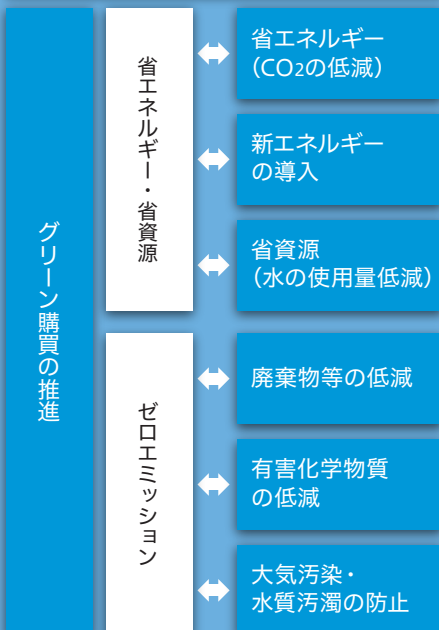 グリーン購買の推進
省エネルギー・省資源
省エネルギー
（CO2の低減）
新エネルギー
の導入
省資源
（水の使用量低減）
ゼロエミッション
廃棄物等の低減
有害化学物質
の低減
大気汚染・
水質汚濁の防止